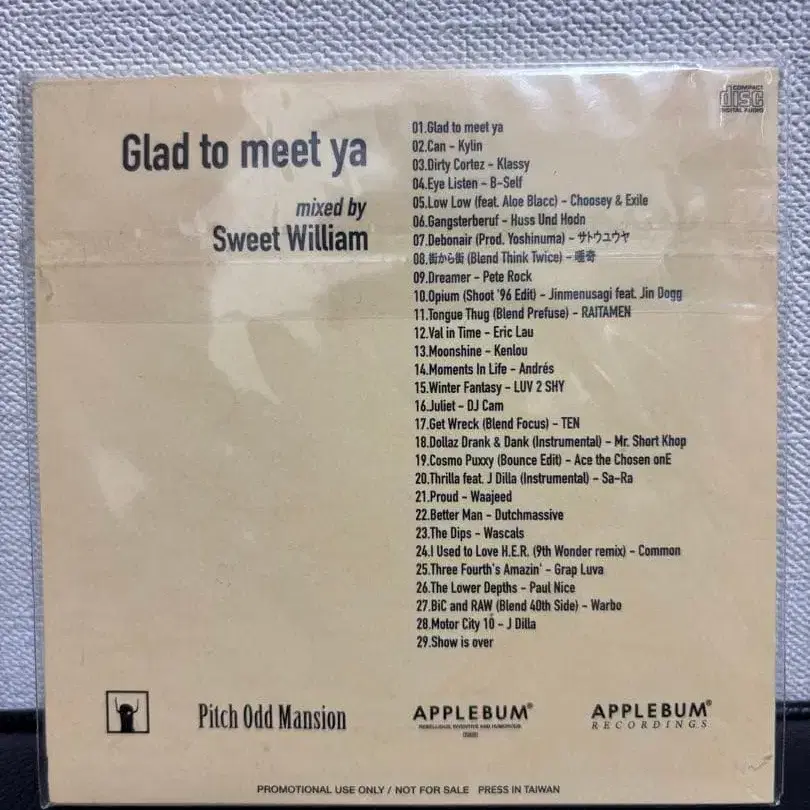 Glad to meet ya
mixed by
Sweet William
COMPACT
disc
DIGITAL AUDIO
01.Glad to meet ya
02.Can - Kylin
03.Dirty Cortez - Klassy
04.Eye Listen - B-Self
05.Low Low (feat. Aloe Blacc) - Choosey & Exile
06.Gangsterberuf - Huss Und Hodn
07.Debonair (Prod. Yoshinuma) - サトウユウヤ
08.街から街 (Blend Think Twice) - 唾奇
09.Dreamer - Pete Rock
10.Opium (Shoot '96 Edit) - Jinmenusagi feat. Jin Dogg
11.Tongue Thug (Blend Prefuse) - RAITAMEN
12.Val in Time - Eric Lau
13.Moonshine - Kenlou
14.Moments In Life - Andrés
15.Winter Fantasy - LUV 2 SHY
16.Juliet - DJ Cam
17.Get Wreck (Blend Focus) - TEN
18.Dollaz Drank & Dank (Instrumental) - Mr. Short Khop
19.Cosmo Puxxy (Bounce Edit) - Ace the Chosen onE
20.Thrilla feat. J Dilla (Instrumental) - Sa-Ra
21.Proud - Waajeed
22.Better Man - Dutchmassive
23.The Dips - Wascals
24.I Used to Love H.E.R. (9th Wonder remix) - Common
25.Three Fourth's Amazin' - Grap Luva
26.The Lower Depths - Paul Nice
27.BiC and RAW (Blend 40th Side) - Warbo
28.Motor City 10 - J Dilla
29.Show is over
Pitch Odd Mansion
APPLEBUM®
REBELLIOUS, INVENTIVE AND HUMOROUS
APPLEBUM®
RECORDINGS
PROMOTIONAL USE ONLY / NOT FOR SALE PRESS IN TAIWAN